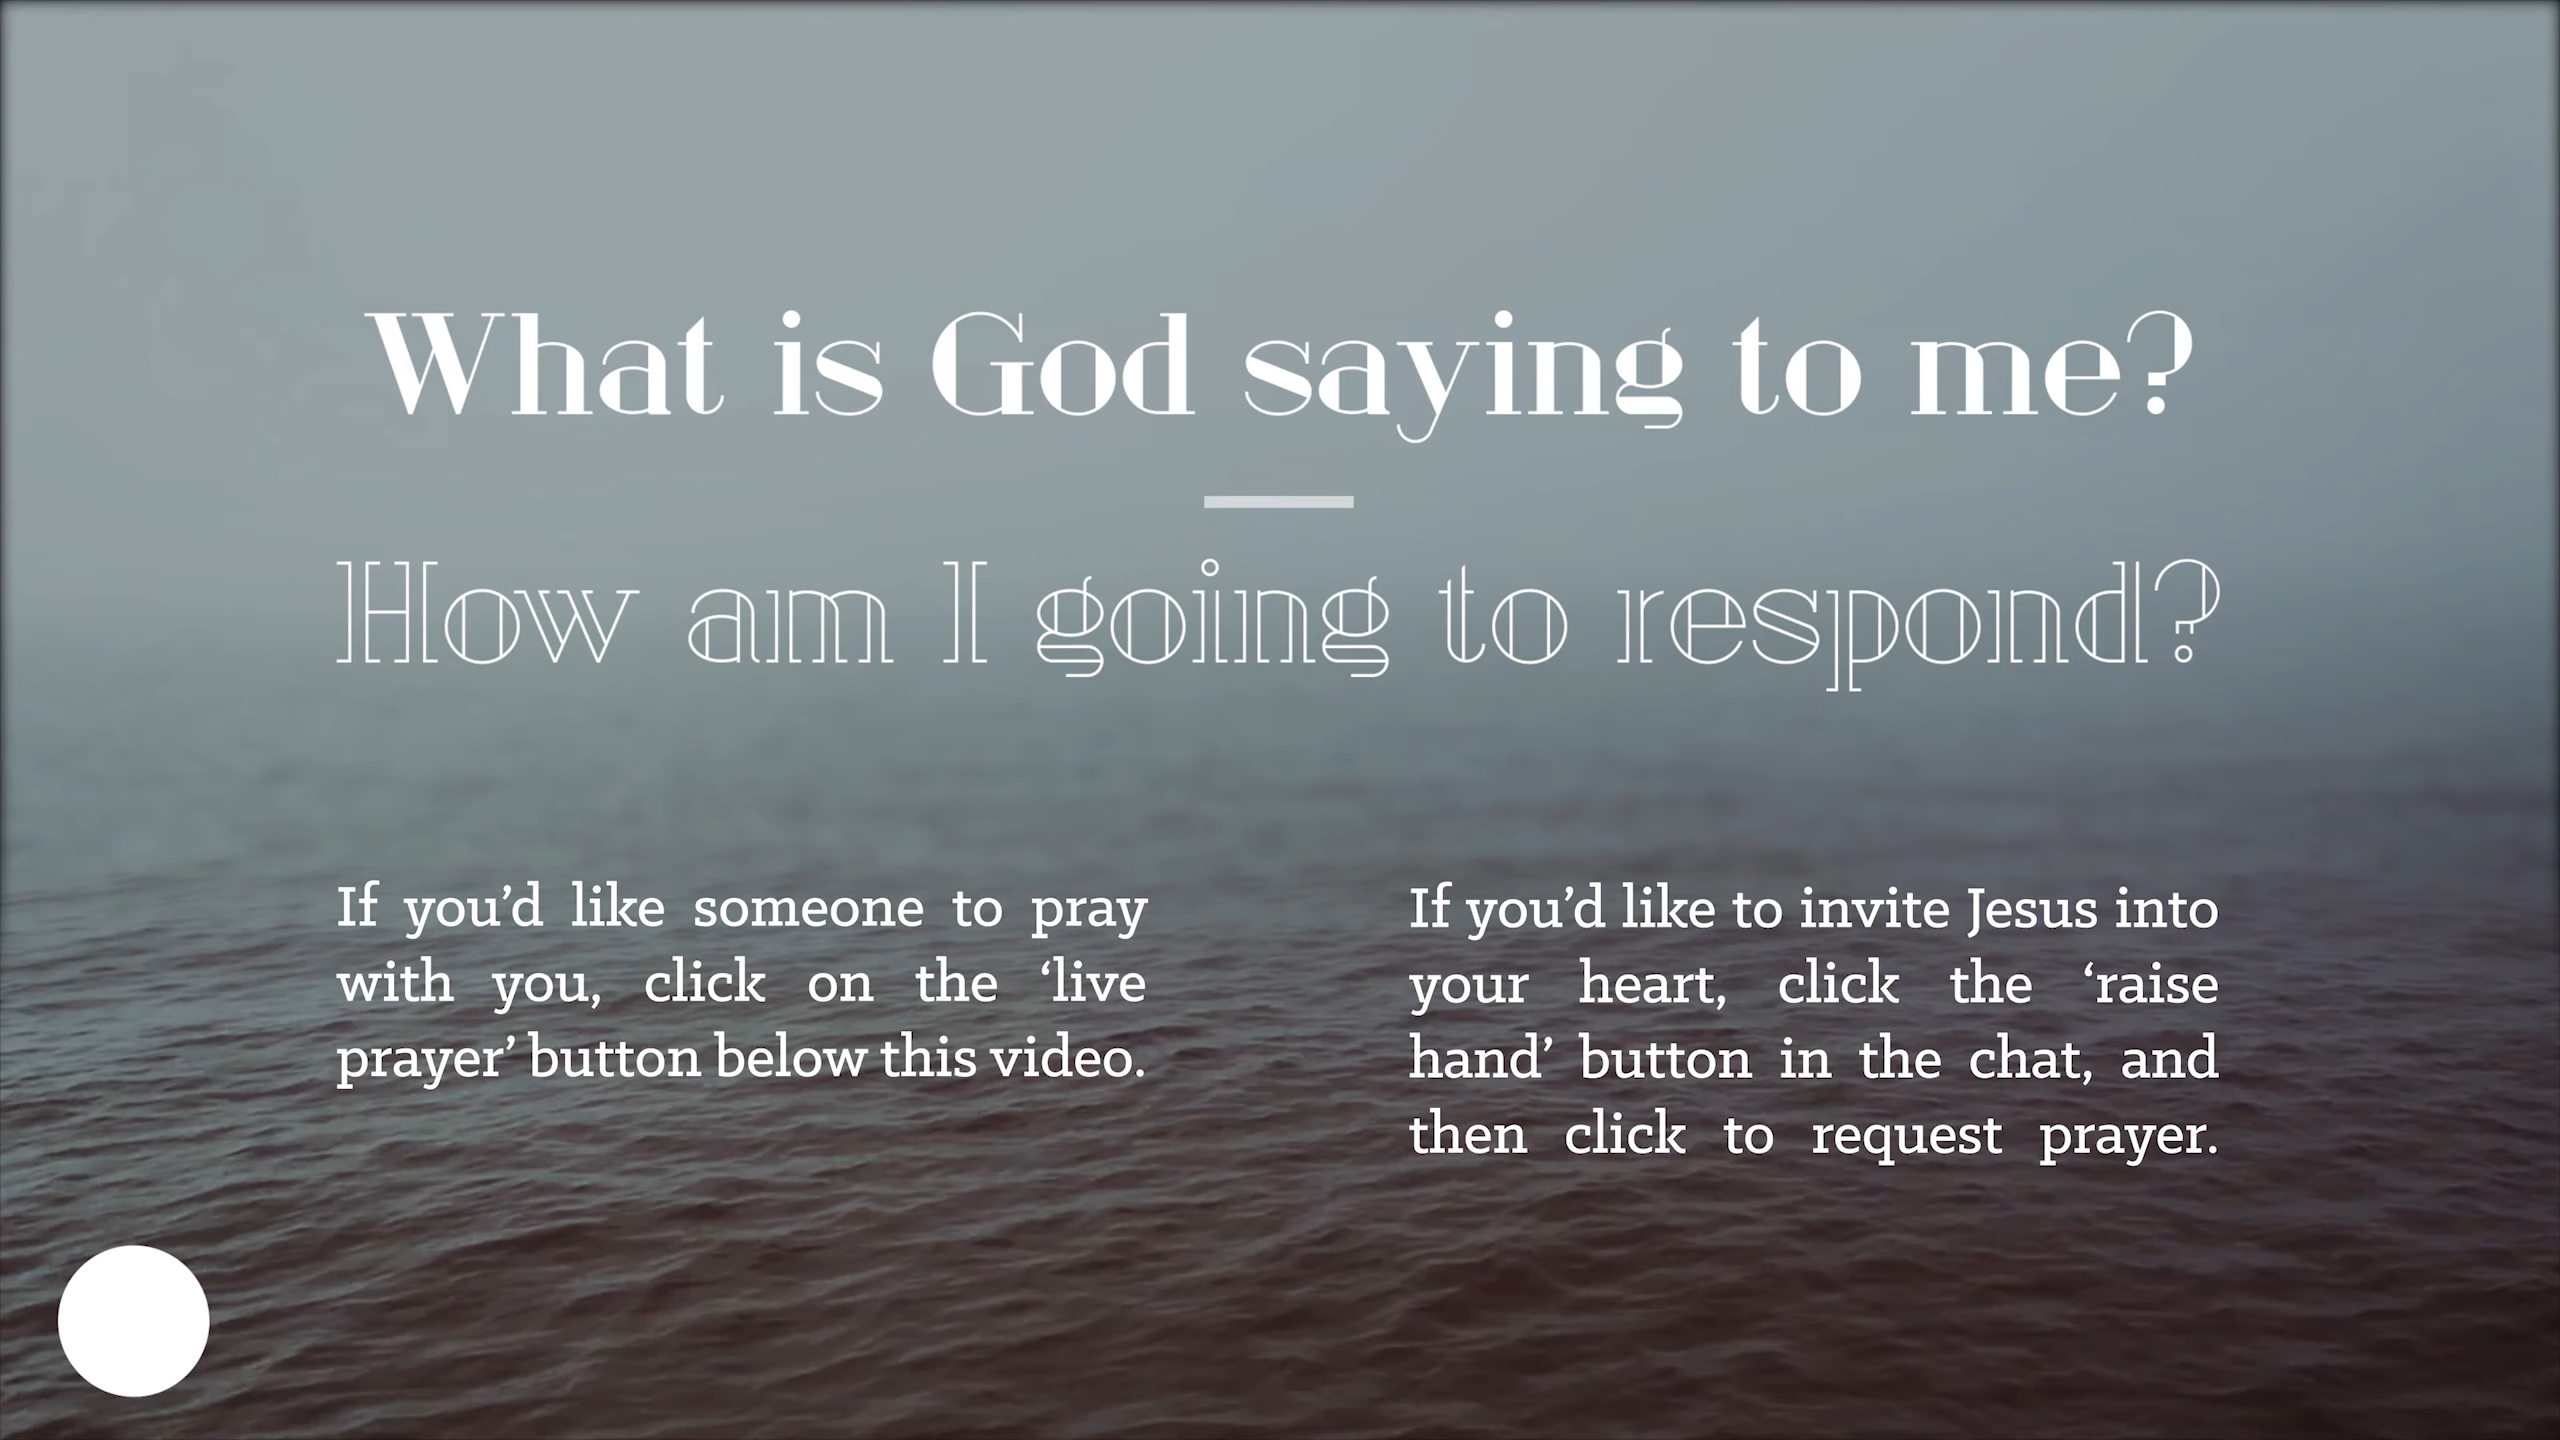 What is God saying to me?
How am I going to respond?
If you’d like someone to pray
with you, click on the ‘live
prayer’ button below this video.
If you’d like to invite Jesus into
your heart, click the ‘raise
hand’ button in the chat, and
then click to request prayer.